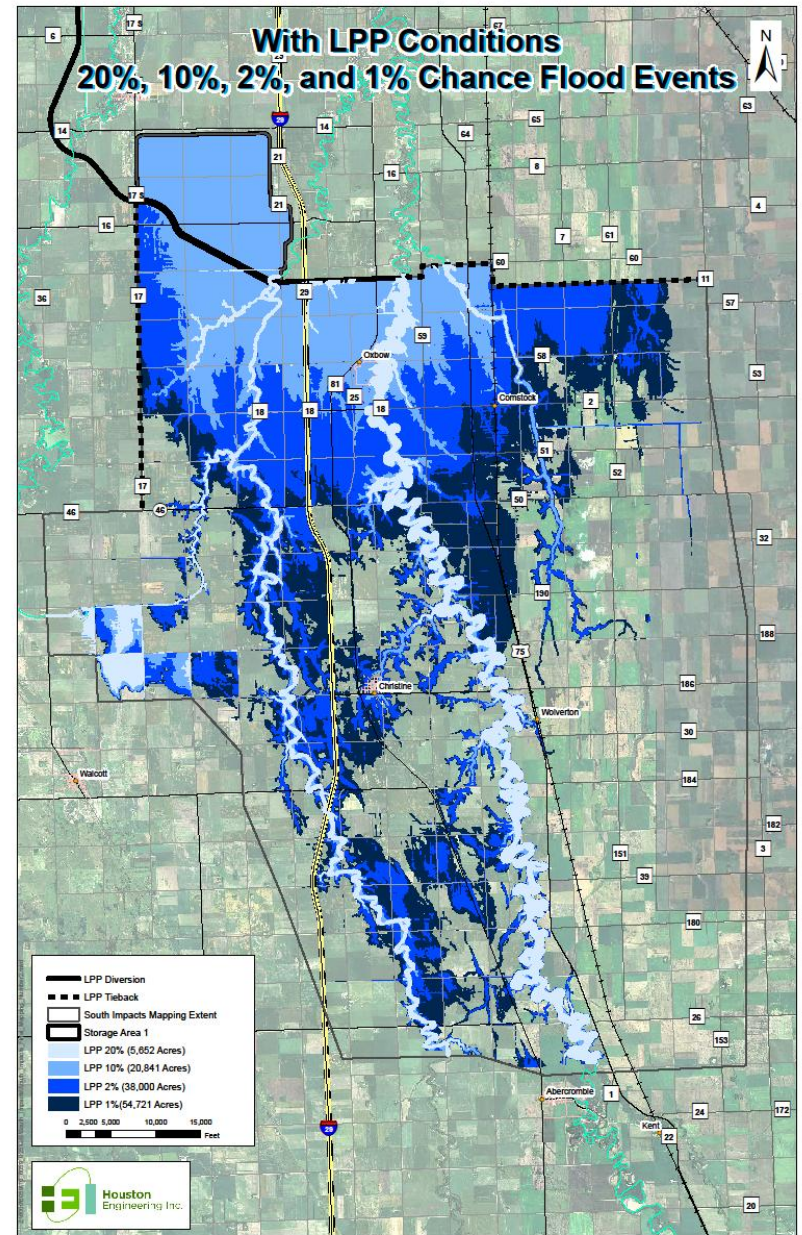 With LPP Conditions
20%, 10%, 2%, and 1% Chance Flood Events
N
6
17 S
29
67
63
14
29
14
65
64
21
16
8
17 S
21
4
16
7
61
60
60
36
17
29
11
57
59
Oxbow
58
53
81
25
18
18
18
Comstock
2
51
17
50
52
46
46
32
190
188
75
Christine
186
Wolverton
30
Walcott
184
182
151
3
39
180
LPP Diversion
LPP Tieback
South Impacts Mapping Extent
Storage Area 1
LPP 20% (5,652 Acres)
LPP 10% (20,841 Acres)
LPP 2% (38,000 Acres)
LPP 1%(54,721 Acres)
0 2,500 5,000 10,000 15,000
Feet
26
153
Abercrombie
1
24
172
Kent
22
29
20
Houston
Engineering Inc.